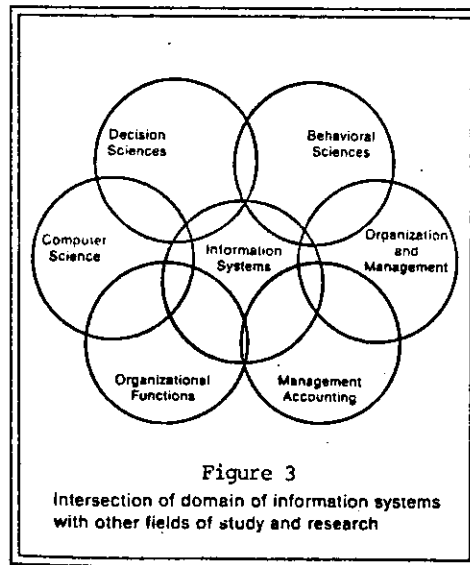 Decision
Sciences
Behavioral
Sciences
Computer
Science
Information
Systems
Organization
and
Management
Organizational
Functions
Management
Accounting
Figure 3
Intersection of domain of information systems
with other fields of study and research